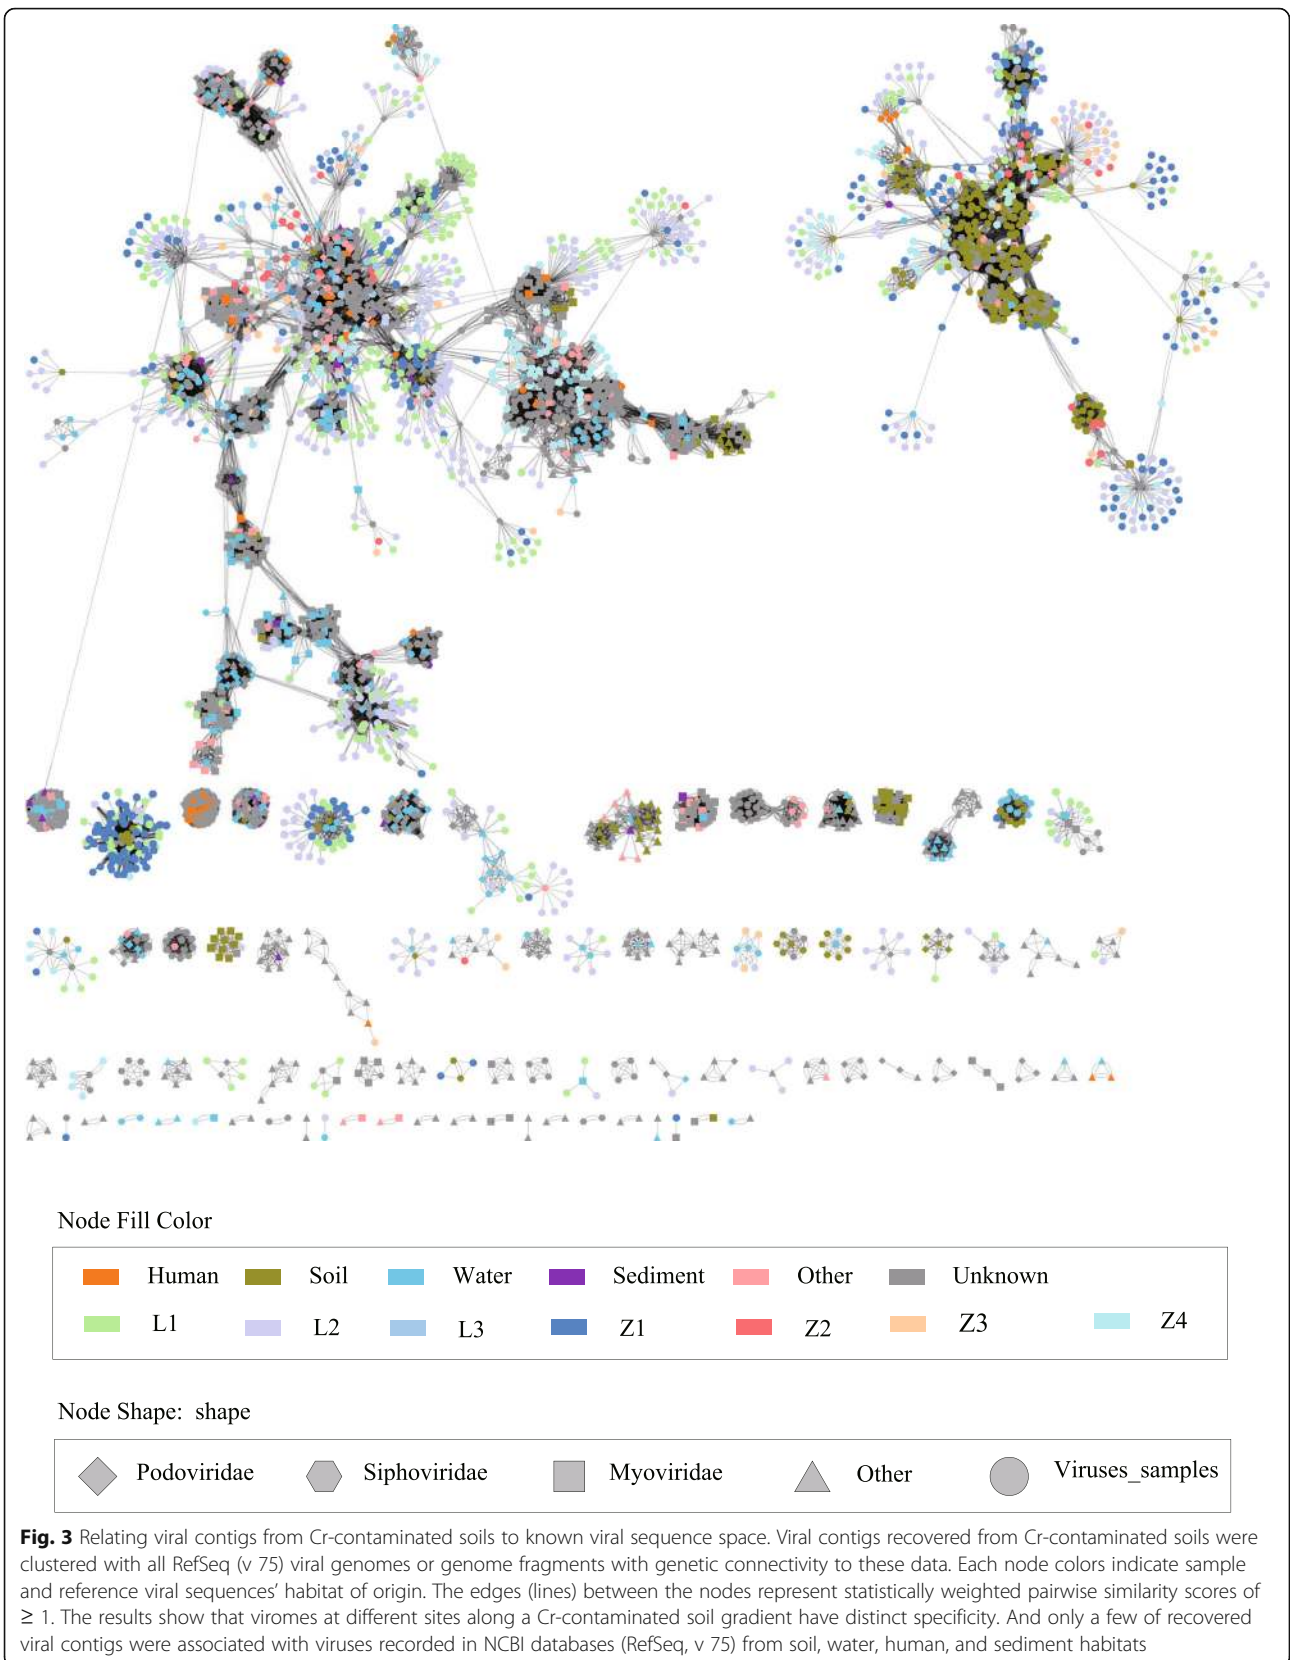 Node Fill Color
Human Soil Water Sediment Other Unknown
L1 L2 L3 Z1 Z2 Z3 Z4
Node Shape: shape
Podoviridae Siphoviridae Myoviridae Other Viruses_samples
Fig. 3 Relating viral contigs from Cr-contaminated soils to known viral sequence space. Viral contigs recovered from Cr-contaminated soils were
clustered with all RefSeq (v 75) viral genomes or genome fragments with genetic connectivity to these data. Each node colors indicate sample
and reference viral sequences’ habitat of origin. The edges (lines) between the nodes represent statistically weighted pairwise similarity scores of
≥ 1. The results show that viromes at different sites along a Cr-contaminated soil gradient have distinct specificity. And only a few of recovered
viral contigs were associated with viruses recorded in NCBI databases (RefSeq, v 75) from soil, water, human, and sediment habitats